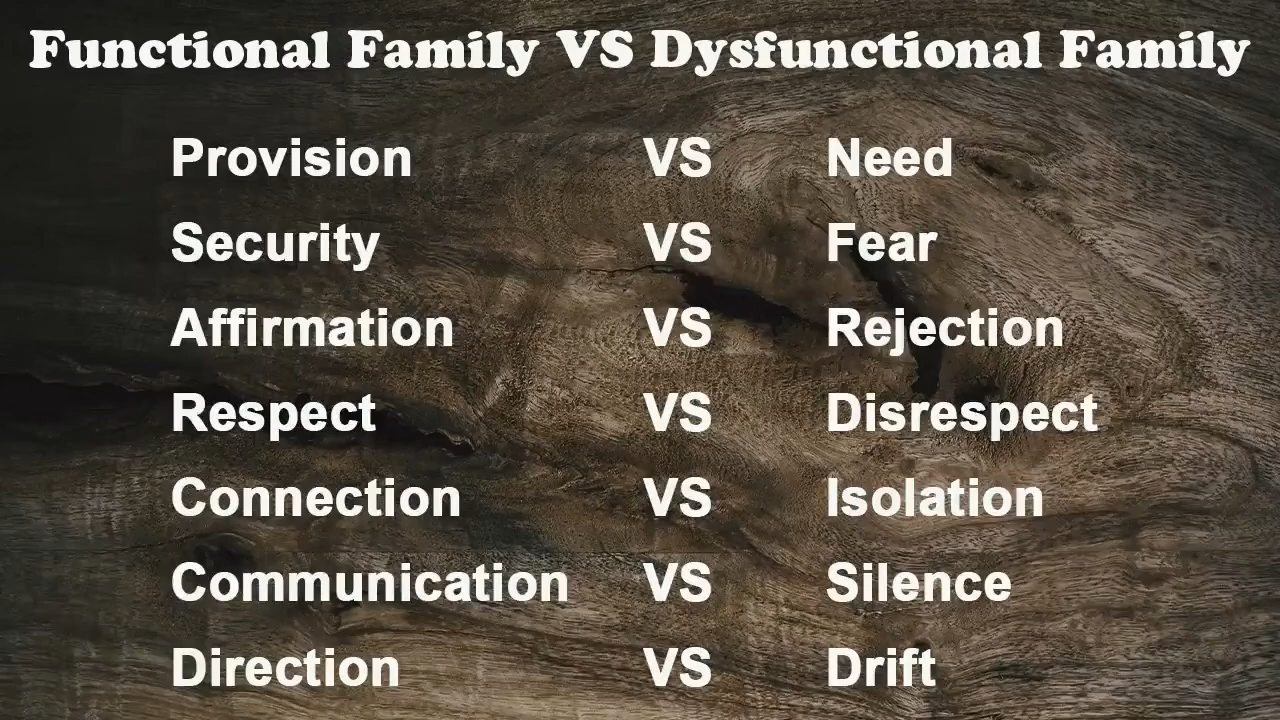 Functional Family VS Dysfunctional Family
Provision VS Need
Security VS Fear
Affirmation VS Rejection
Respect VS Disrespect
Connection VS Isolation
Communication VS Silence
Direction VS Drift